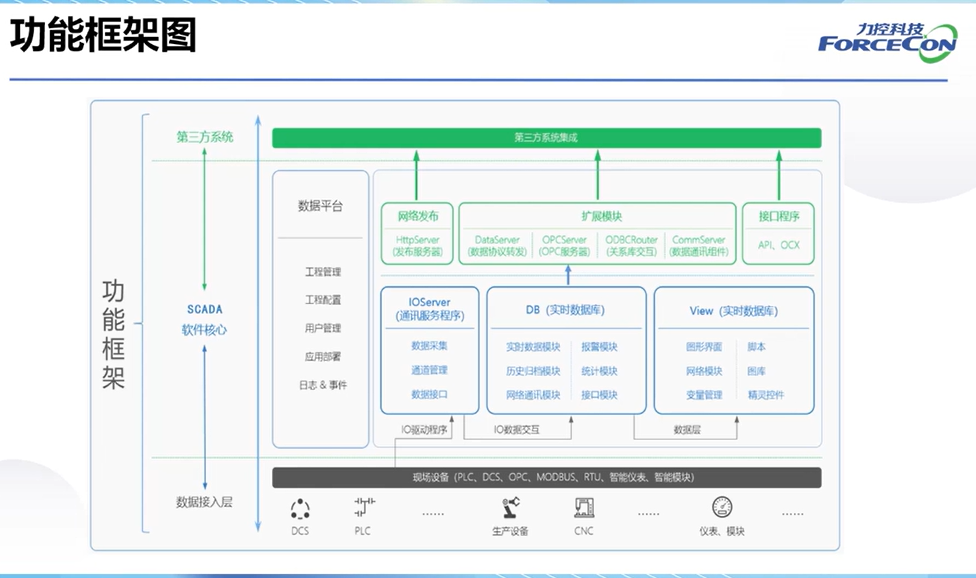 功能框架图
力控科技
FORCECON
功能框架
第三方系统
SCADA
软件核心
数据接入层
第三方系统集成
数据平台
工程管理
工程配置
用户管理
应用部署
日志 & 事件
网络发布
HttpServer
(发布服务器)
扩展模块
DataServer
(数据协议转发)
OPCServer
(OPC服务器)
ODBCRouter
(关系库交互)
CommServer
(数据通讯组件)
接口程序
API、OCX
IOServer
(通讯服务程序)
数据采集
通道管理
数据接口
DB (实时数据库)
实时数据模块 报警模块
历史归档模块 统计模块
网络通讯模块 接口模块
View (实时数据库)
图形界面 脚本
网络模块 图库
变量管理 精灵控件
IO驱动程序
IO数据交互
数据层
现场设备 (PLC、DCS、OPC、MODBUS、RTU、智能仪表、智能模块)
DCS
PLC
......
生产设备
CNC
......
仪表、模块
......